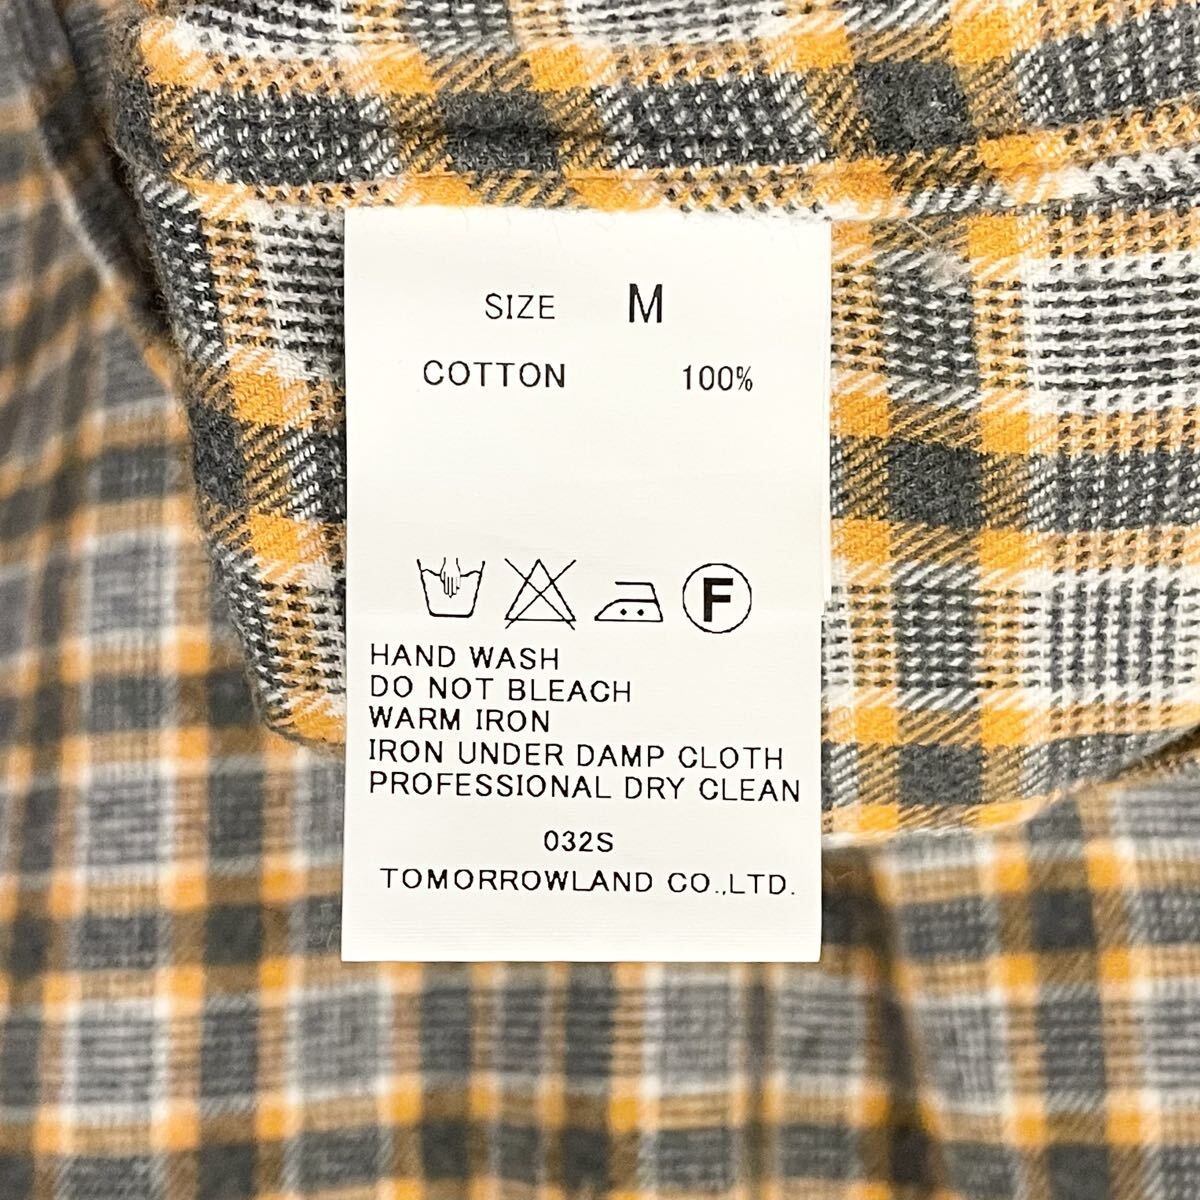 SIZE M
COTTON 100%
F
HAND WASH
DO NOT BLEACH
WARM IRON
IRON UNDER DAMP CLOTH
PROFESSIONAL DRY CLEAN
032S
TOMORROWLAND CO.,LTD.